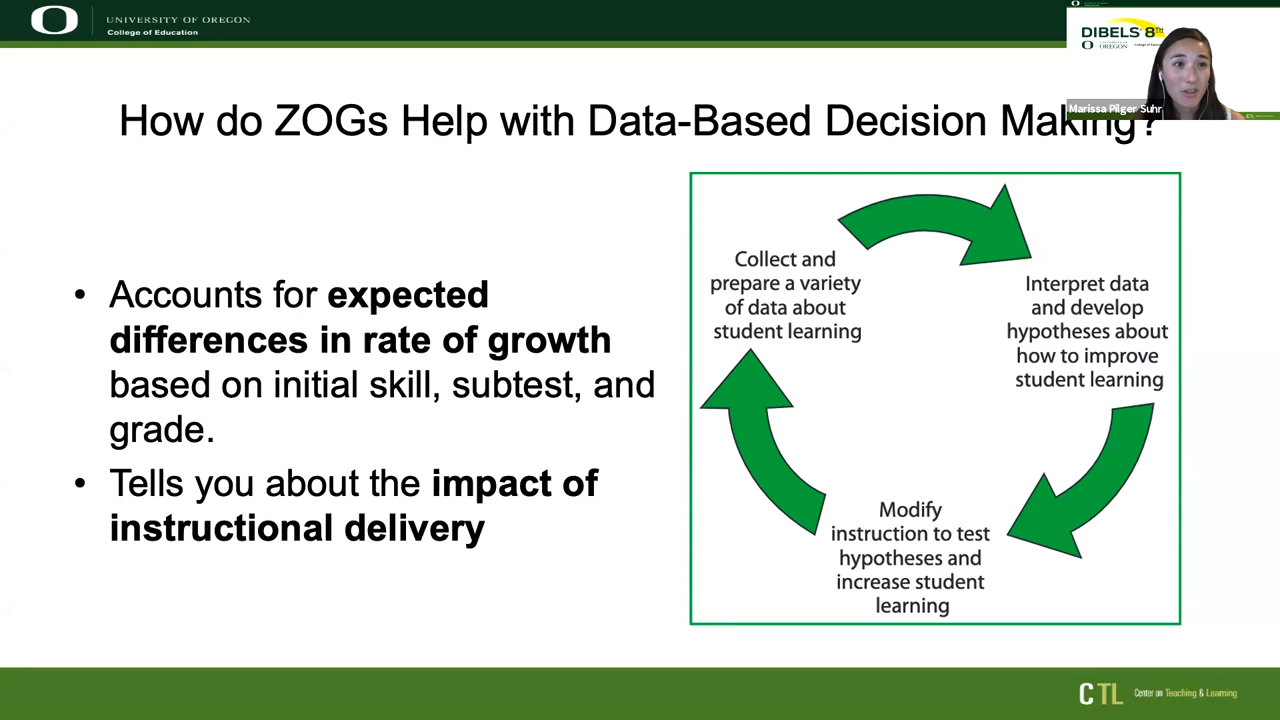 UNIVERSITY OF OREGON
College of Education
DIBELS 8TH
OREGON
Marissa Pilger Suhr
CTL
How do ZOGs Help with Data-Based Decision Making?
• Accounts for expected
differences in rate of growth
based on initial skill, subtest, and
grade.
• Tells you about the impact of
instructional delivery
Collect and
prepare a variety
of data about
student learning
Interpret data
and develop
hypotheses about
how to improve
student learning
Modify
instruction to test
hypotheses and
increase student
learning
CTL Center on Teaching & Learning